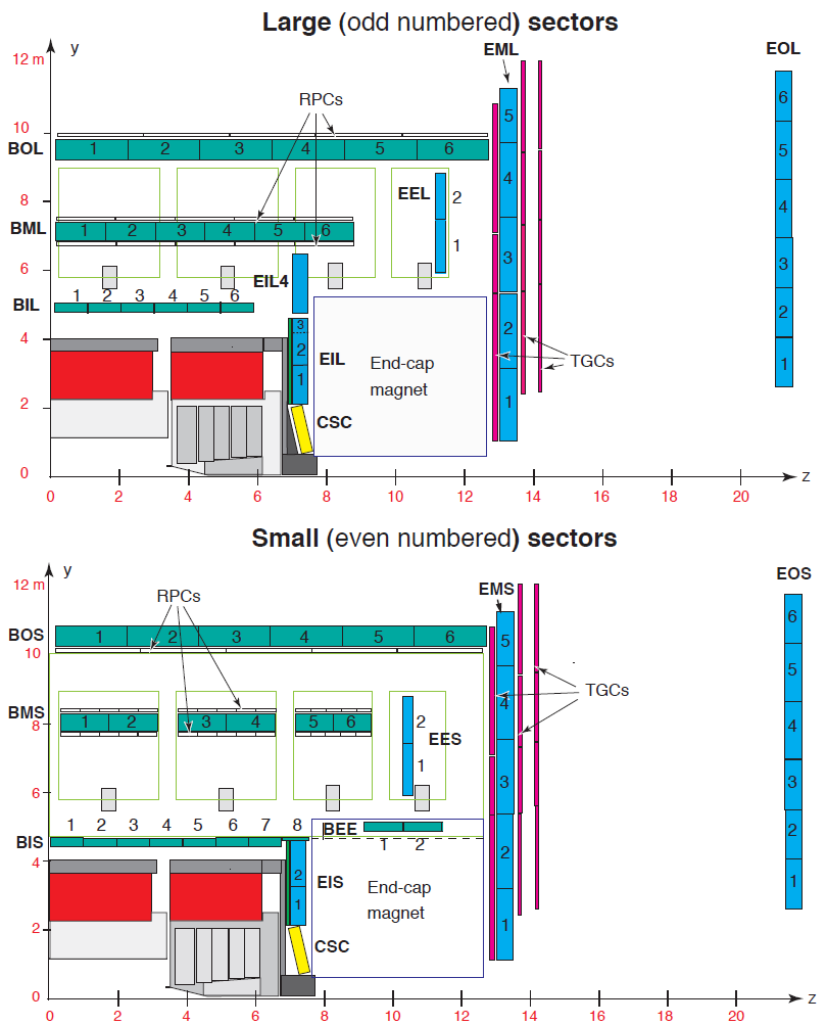 Large (odd numbered) sectors
y
EML
EOL
12 m
RPCs
6
5
10
BOL
1 2 3 4 5 6
5
4
8
EEL
2
4
BML
1 2 3 4 5 6
1
3
3
6
EIL4
BIL
1 2 3 4 5 6
2
4
3
2
EIL
End-cap
magnet
2
TGCs
1
1
1
2
CSC
0
z
0 2 4 6 8 10 12 14 16 18 20
Small (even numbered) sectors
y
EOS
12 m
RPCs
EMS
6
BOS
1 2 3 4 5 6
5
5
10
TGCs
4
BMS
1 2 3 4 5 6
2
4
8
EES
1
3
3
6
1 2 3 4 5 6 7 8
BEE
BIS
1 2
2
4
2
EIS
End-cap
magnet
2
1
1
1
2
CSC
0
z
0 2 4 6 8 10 12 14 16 18 20